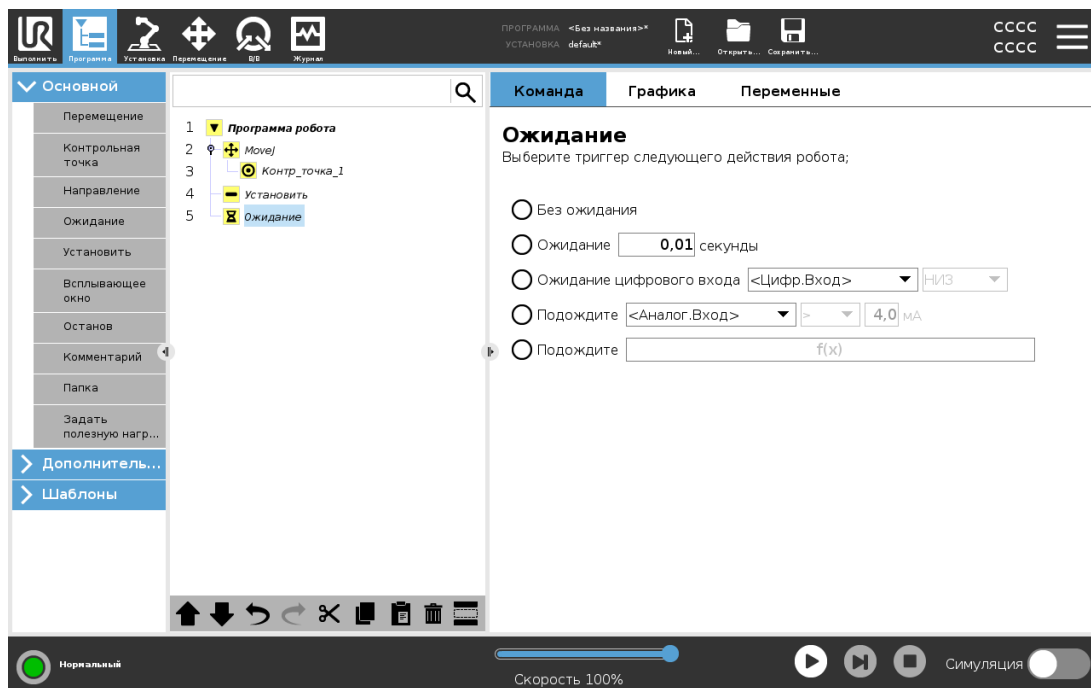 ПРОГРАММА <Без названия>*
УСТАНОВКА default*
CCCC
CCCC
Выполнить Программа Установка Перемещение В/В Журнал
Новый... Открыть... Сохранить...
Основной
Перемещение
Контрольная
точка
Направление
Ожидание
Установить
Всплывающее
окно
Останов
Комментарий
Папка
Задать
полезную нагр...
Дополнитель...
Шаблоны
1 Программа робота
2 MoveJ
3 Контр_точка_1
4 Установить
5 Ожидание
Команда Графика Переменные
Ожидание
Выберите триггер следующего действия робота;
Без ожидания
Ожидание 0,01 секунды
Ожидание цифрового входа <Цифр.Вход> НИЗ
Подождите <Аналог.Вход> > 4,0 мА
Подождите f(x)
Нормальный
Скорость 100%
Симуляция